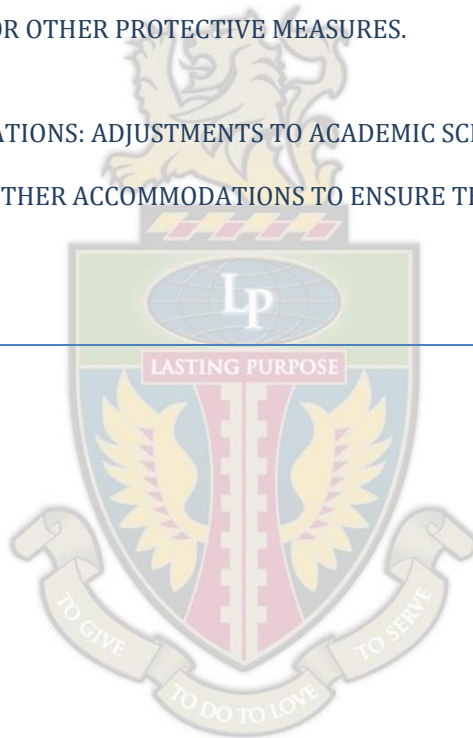 OR OTHER PROTECTIVE MEASURES.
ATIONS: ADJUSTMENTS TO ACADEMIC SC
THER ACCOMMODATIONS TO ENSURE T
LP
LASTING PURPOSE
TO GIVE
TO DO TO LOVE
TO SERVE